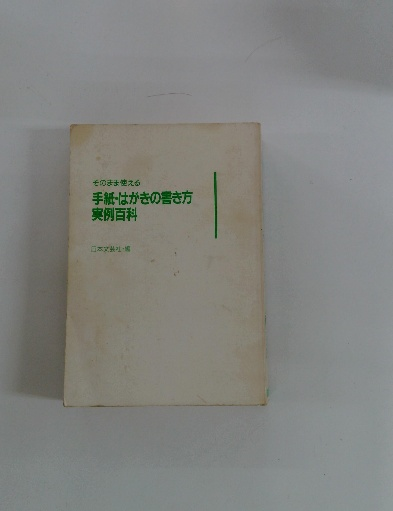 そのまま使える
手紙・はがきの書き方
実例百科
日本文芸社・編